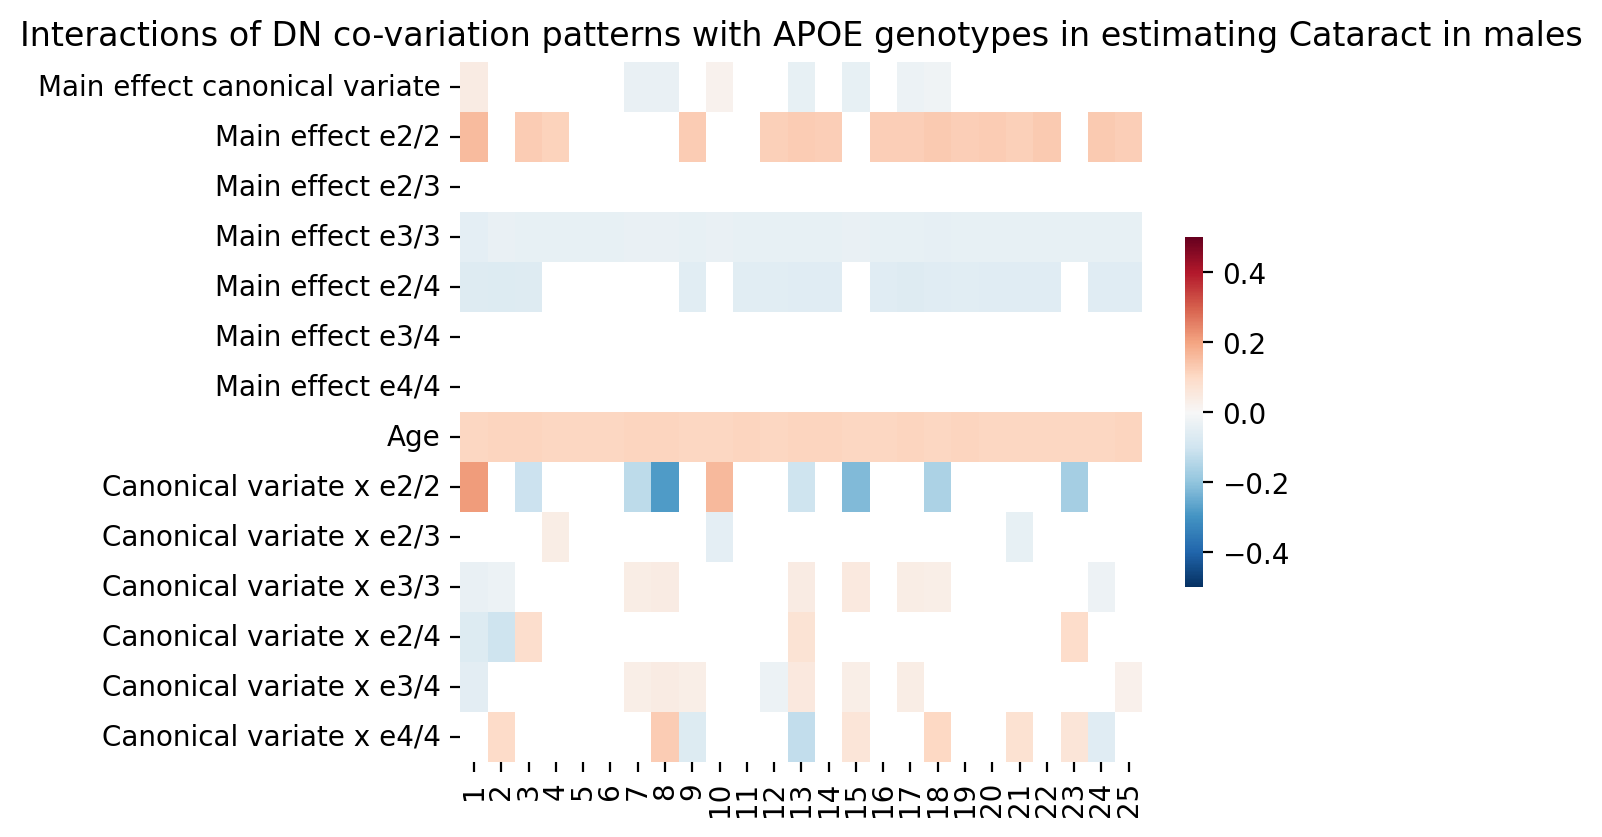 Interactions of DN co-variation patterns with APOE genotypes in estimating Cataract in males
Main effect canonical variate
Main effect e2/2
Main effect e2/3
Main effect e3/3
Main effect e2/4
Main effect e3/4
Main effect e4/4
Age
Canonical variate x e2/2
Canonical variate x e2/3
Canonical variate x e3/3
Canonical variate x e2/4
Canonical variate x e3/4
Canonical variate x e4/4
1 2 3 4 5 6 7 8 9 10 11 12 13 14 15 16 17 18 19 20 21 22 23 24 25
0.4
0.2
0.0
−0.2
−0.4